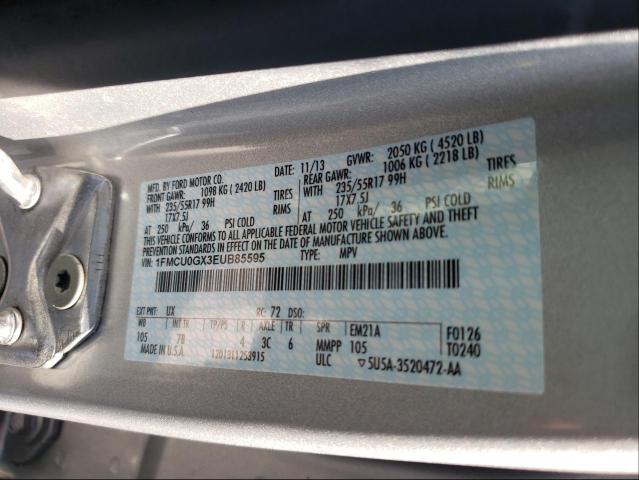 MFD. BY FORD MOTOR CO.
DATE: 11/13 GVWR: 2050 KG ( 4520 LB)
FRONT GAWR: 1098 KG ( 2420 LB) REAR GAWR: 1006 KG ( 2218 LB)
WITH 235/55R17 99H TIRES WITH 235/55R17 99H TIRES
17X7.5J RIMS 17X7.5J RIMS
AT 250 kPa/ 36 PSI COLD AT 250 kPa/ 36 PSI COLD
THIS VEHICLE CONFORMS TO ALL APPLICABLE FEDERAL MOTOR VEHICLE SAFETY AND THEFT
PREVENTION STANDARDS IN EFFECT ON THE DATE OF MANUFACTURE SHOWN ABOVE.
1FMCU0GX3EUB85595 TYPE: MPV
EXT PNT: UX RC: 72 DSO:
WB INT TR TP/PS R AXLE TR SPR EM21A F0126
105 7B 4 3C 6 MMPP 105 T0240
MADE IN U.S.A. 1201311253915 ULC 5U5A-3520472-AA